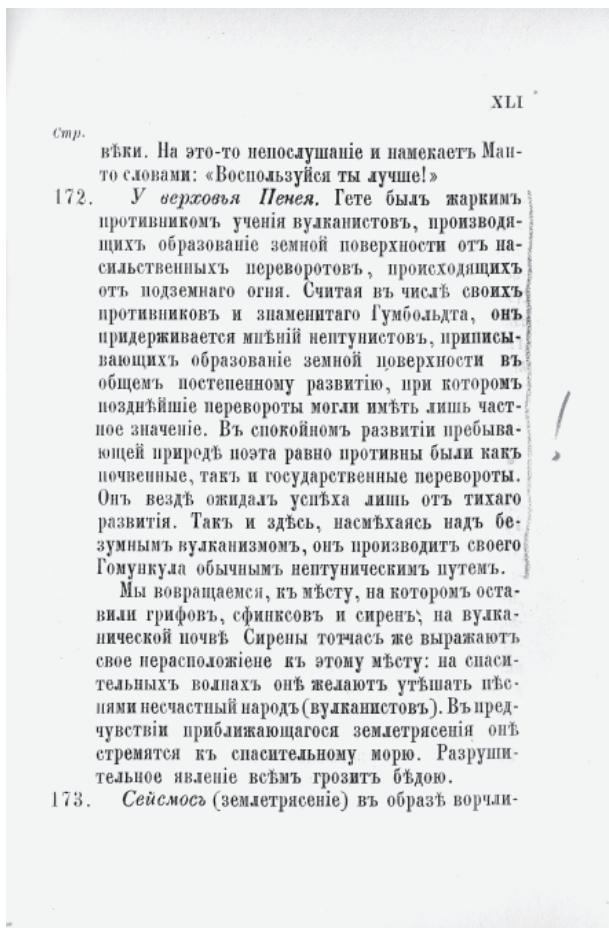 XLI
Стр.
вѣки. На это-то непослушаніе и намекаетъ Ман-
то словами: «Воспользуйся ты лучше!»
172. У верховья Пенея. Гете былъ жаркимъ
противникомъ ученія вулканистовъ, производя-
щихъ образованіе земной поверхности отъ на-
сильственныхъ переворотовъ, происходящихъ
отъ подземнаго огня. Считая въ числѣ своихъ
противниковъ и знаменитаго Гумбольдта, онъ
придерживается мнѣній нептунистовъ, приписы-
вающихъ образованіе земной поверхности въ
общемъ постепенному развитію, при которомъ
позднѣйшіе перевороты могли имѣть лишь част-
ное значеніе. Въ спокойномъ развитіи пребыва-
ющей природѣ поэта равно противны были какъ
почвенные, такъ и государственные перевороты.
Онъ вездѣ ожидалъ успѣха лишь отъ тихаго
развитія. Такъ и здѣсь, насмѣхаясь надъ бе-
зумнымъ вулканизмомъ, онъ производитъ своего
Гомункула обычнымъ нептуническимъ путемъ.
Мы вовращаемся, къ мѣсту, на которомъ оста-
вили грифовъ, сфинксовъ и сиренъ, на вулка-
нической почвѣ Сирены тотчасъ же выражаютъ
свое нерасположіене къ этому мѣсту: на спаси-
тельныхъ волнахъ онѣ желаютъ утѣшать пѣс-
нями несчастный народъ (вулканистовъ). Въ пред-
чувствіи приближающагося землетрясенія онѣ
стремятся къ спасительному морю. Разруши-
тельное явленіе всѣмъ грозитъ бѣдою.
173. Сейсмосъ (землетрясеніе) въ образѣ ворчли-
!